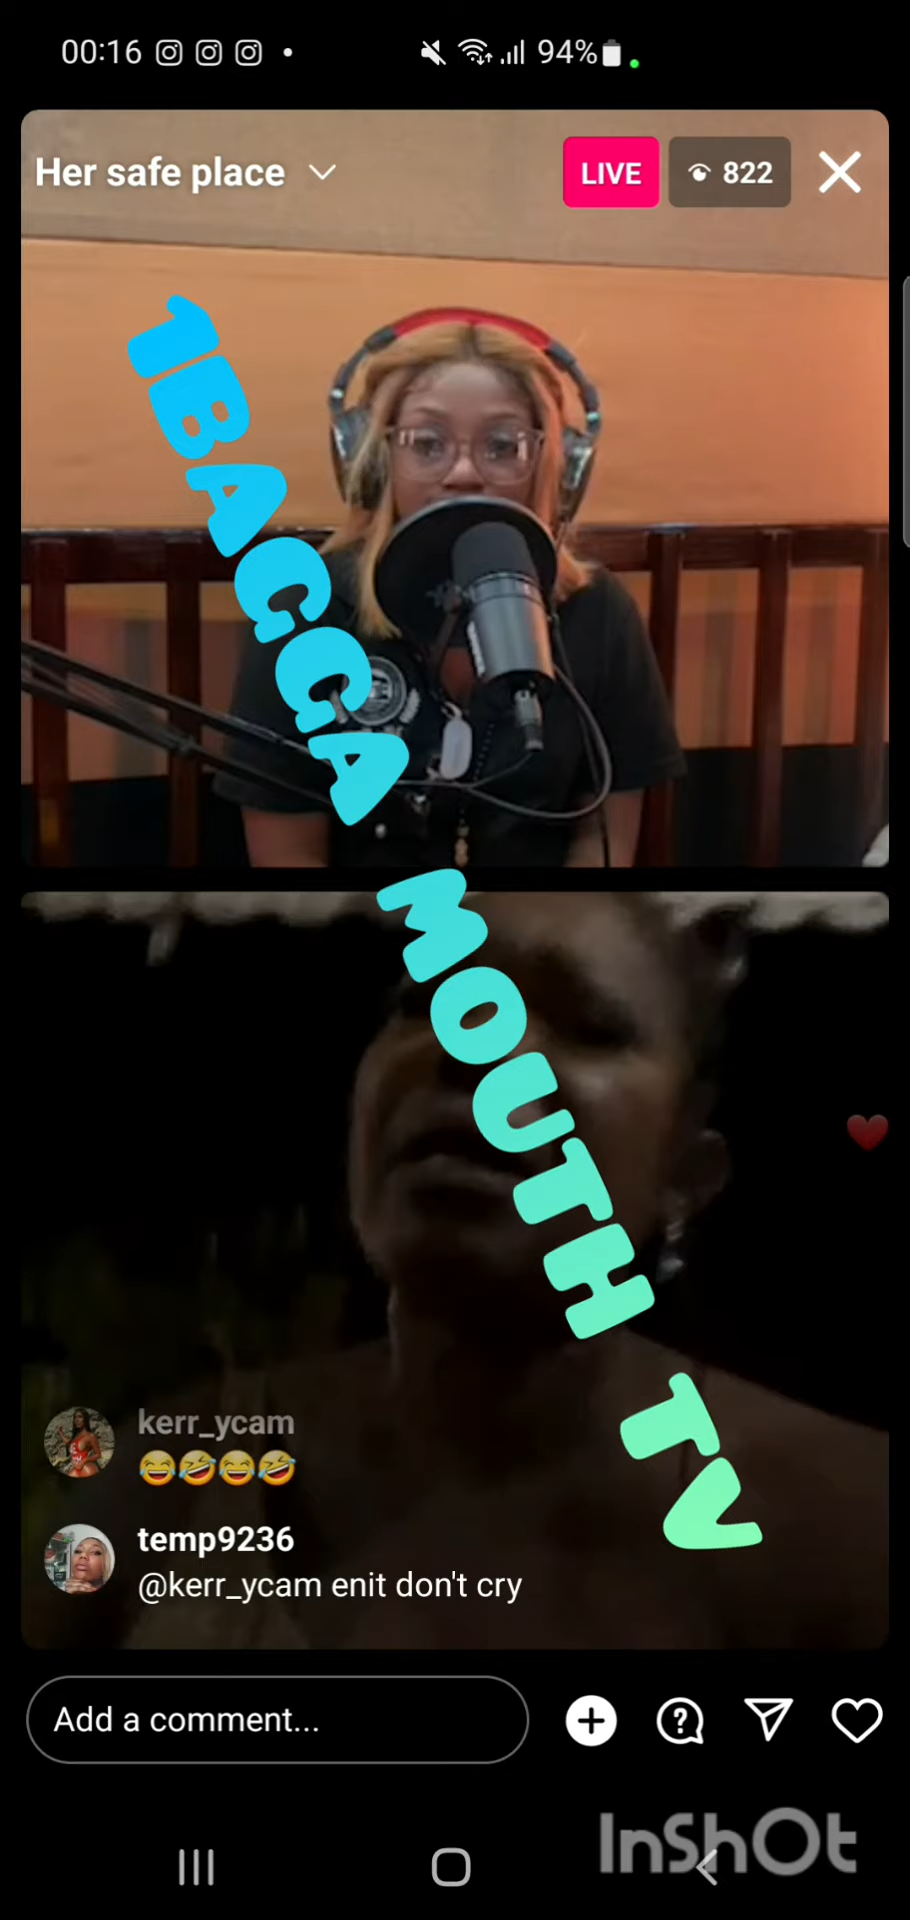 00:16
94%
Her safe place
LIVE
822
1BAGGA MOUTH TV
kerr_ycam
😂🤣😂🤣
temp9236
@kerr_ycam enit don't cry
Add a comment...
InShOt